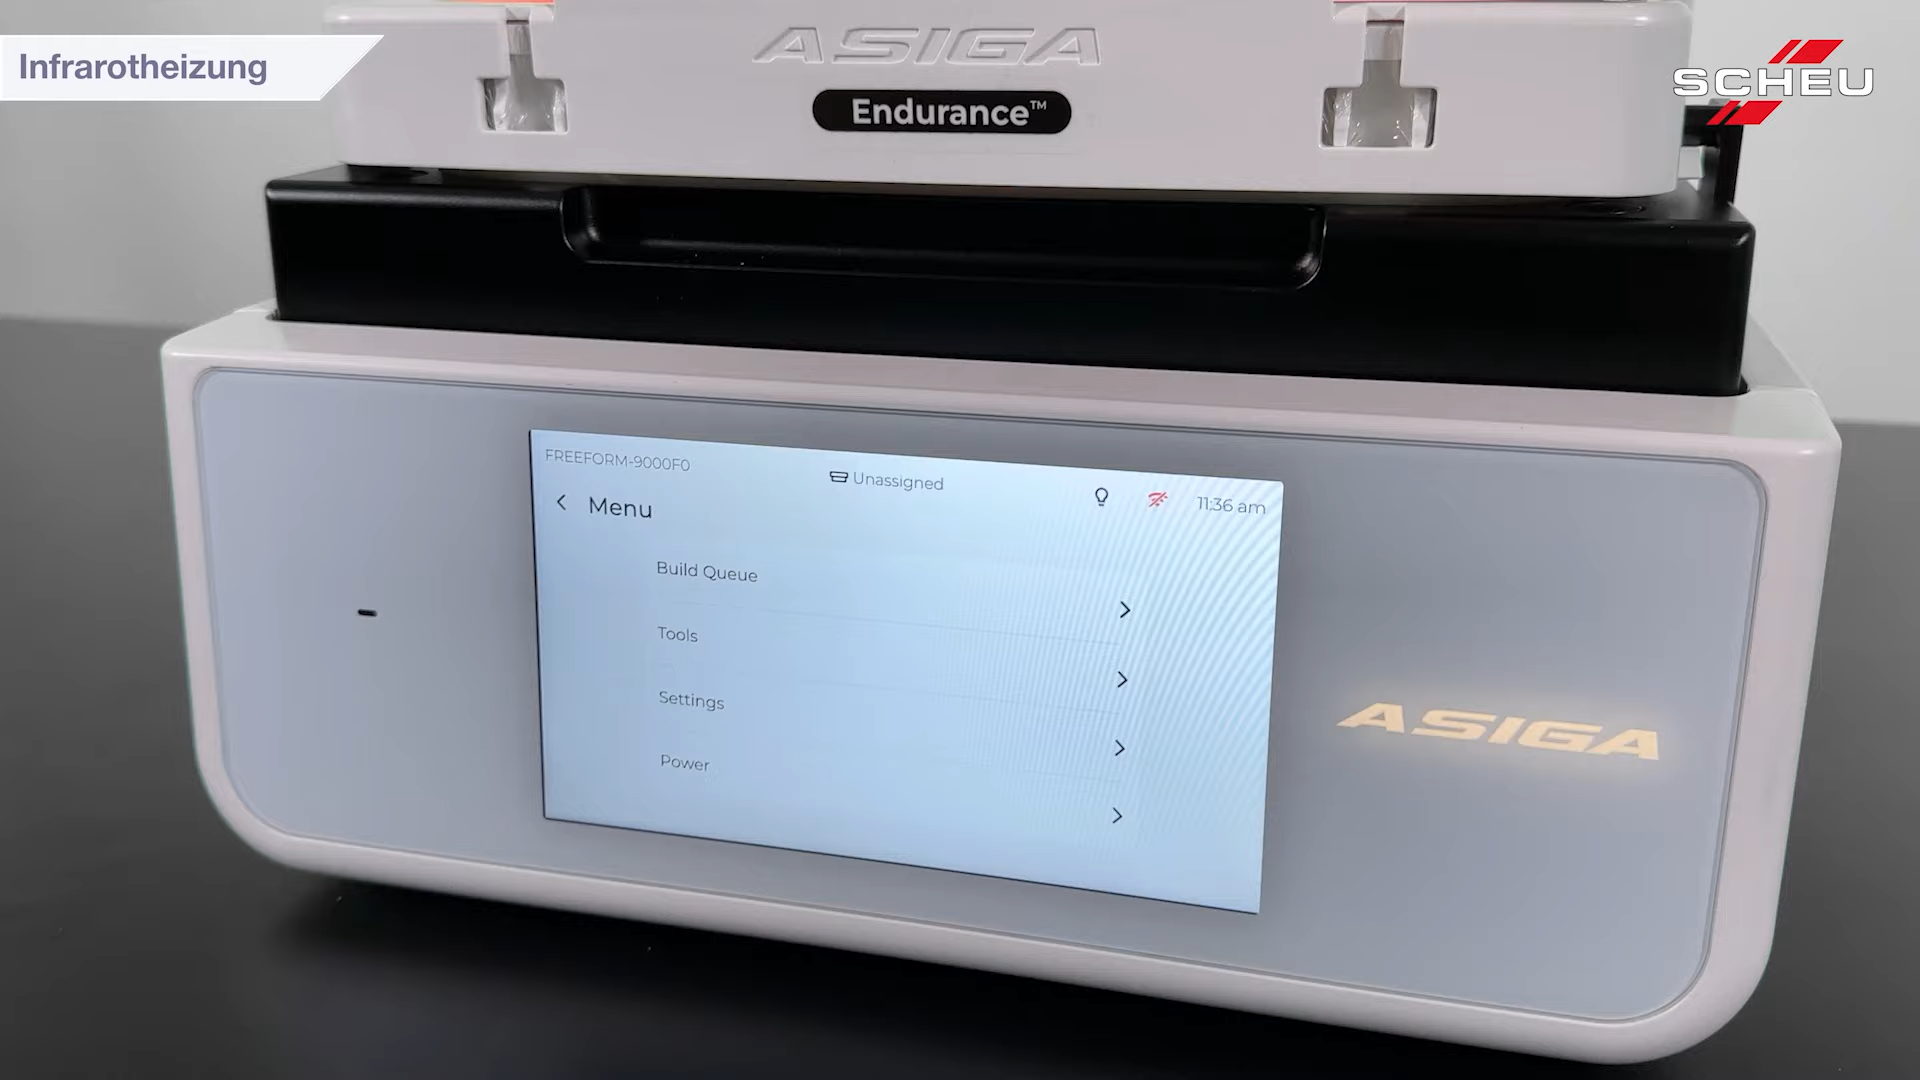 Infrarotheizung
SCHEU
ASIGA
Endurance™
FREEFORM-9000F0
Unassigned
11:36 am
Menu
Build Queue
Tools
Settings
Power
ASIGA